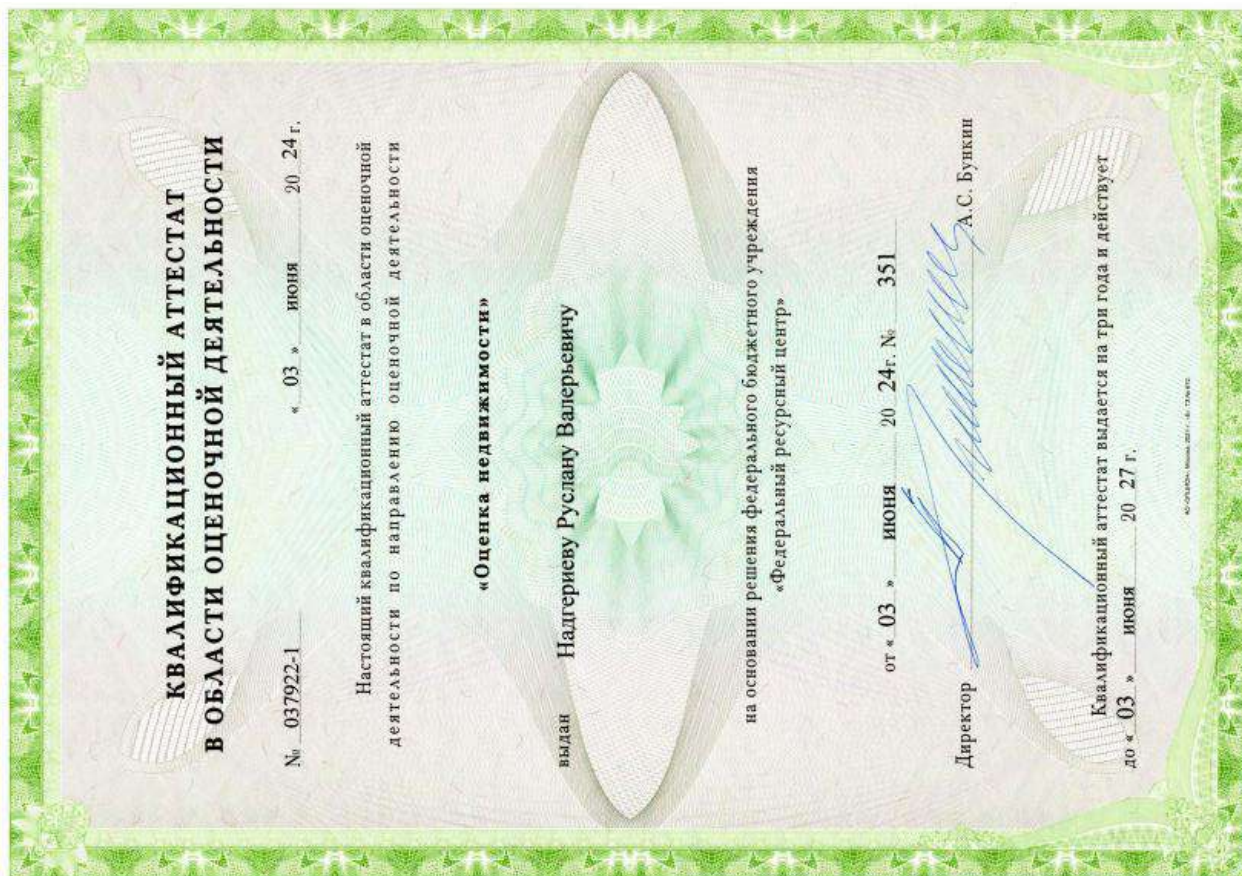 КВАЛИФИКАЦИОННЫЙ АТТЕСТАТ
В ОБЛАСТИ ОЦЕНОЧНОЙ ДЕЯТЕЛЬНОСТИ
№ 037922-1 « 03 » июня 20 24 г.
Настоящий квалификационный аттестат в области оценочной
деятельности по направлению оценочной деятельности
«Оценка недвижимости»
выдан Надгериеву Руслану Валерьевичу
на основании решения федерального бюджетного учреждения
«Федеральный ресурсный центр»
от « 03 » июня 20 24г. № 351
Директор А.С. Бункин
Квалификационный аттестат выдается на три года и действует
до « 03 » июня 20 27 г.